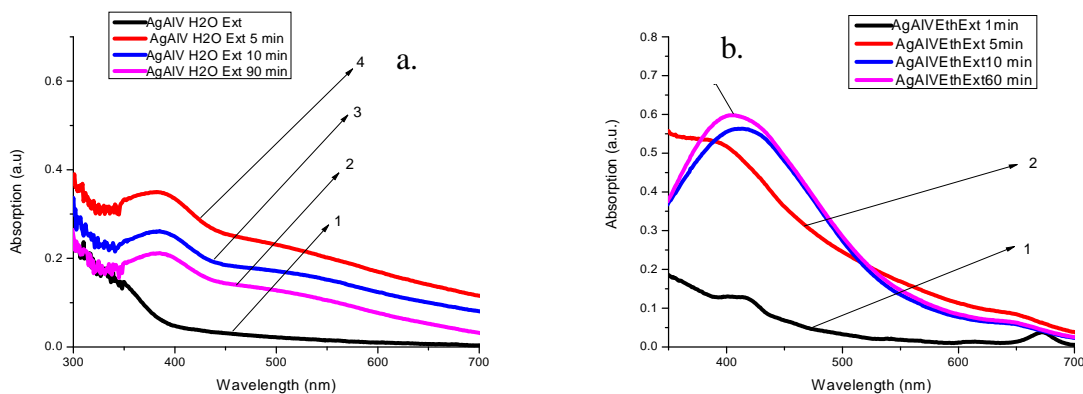 AgAlV H2O Ext
AgAlV H2O Ext 5 min
AgAlV H2O Ext 10 min
AgAlV H2O Ext 90 min
a.
4
3
2
1
0.6
0.4
0.2
0.0
Absorption (a.u)
300
400
500
600
700
Wavelength (nm)
AgAlVEthExt 1min
AgAlVEthExt 5min
AgAlVEthExt10 min
AgAlVEthExt60 min
b.
2
1
0.8
0.7
0.6
0.5
0.4
0.3
0.2
0.1
0.0
Absorption (a.u.)
400
500
600
700
Wavelength (nm)